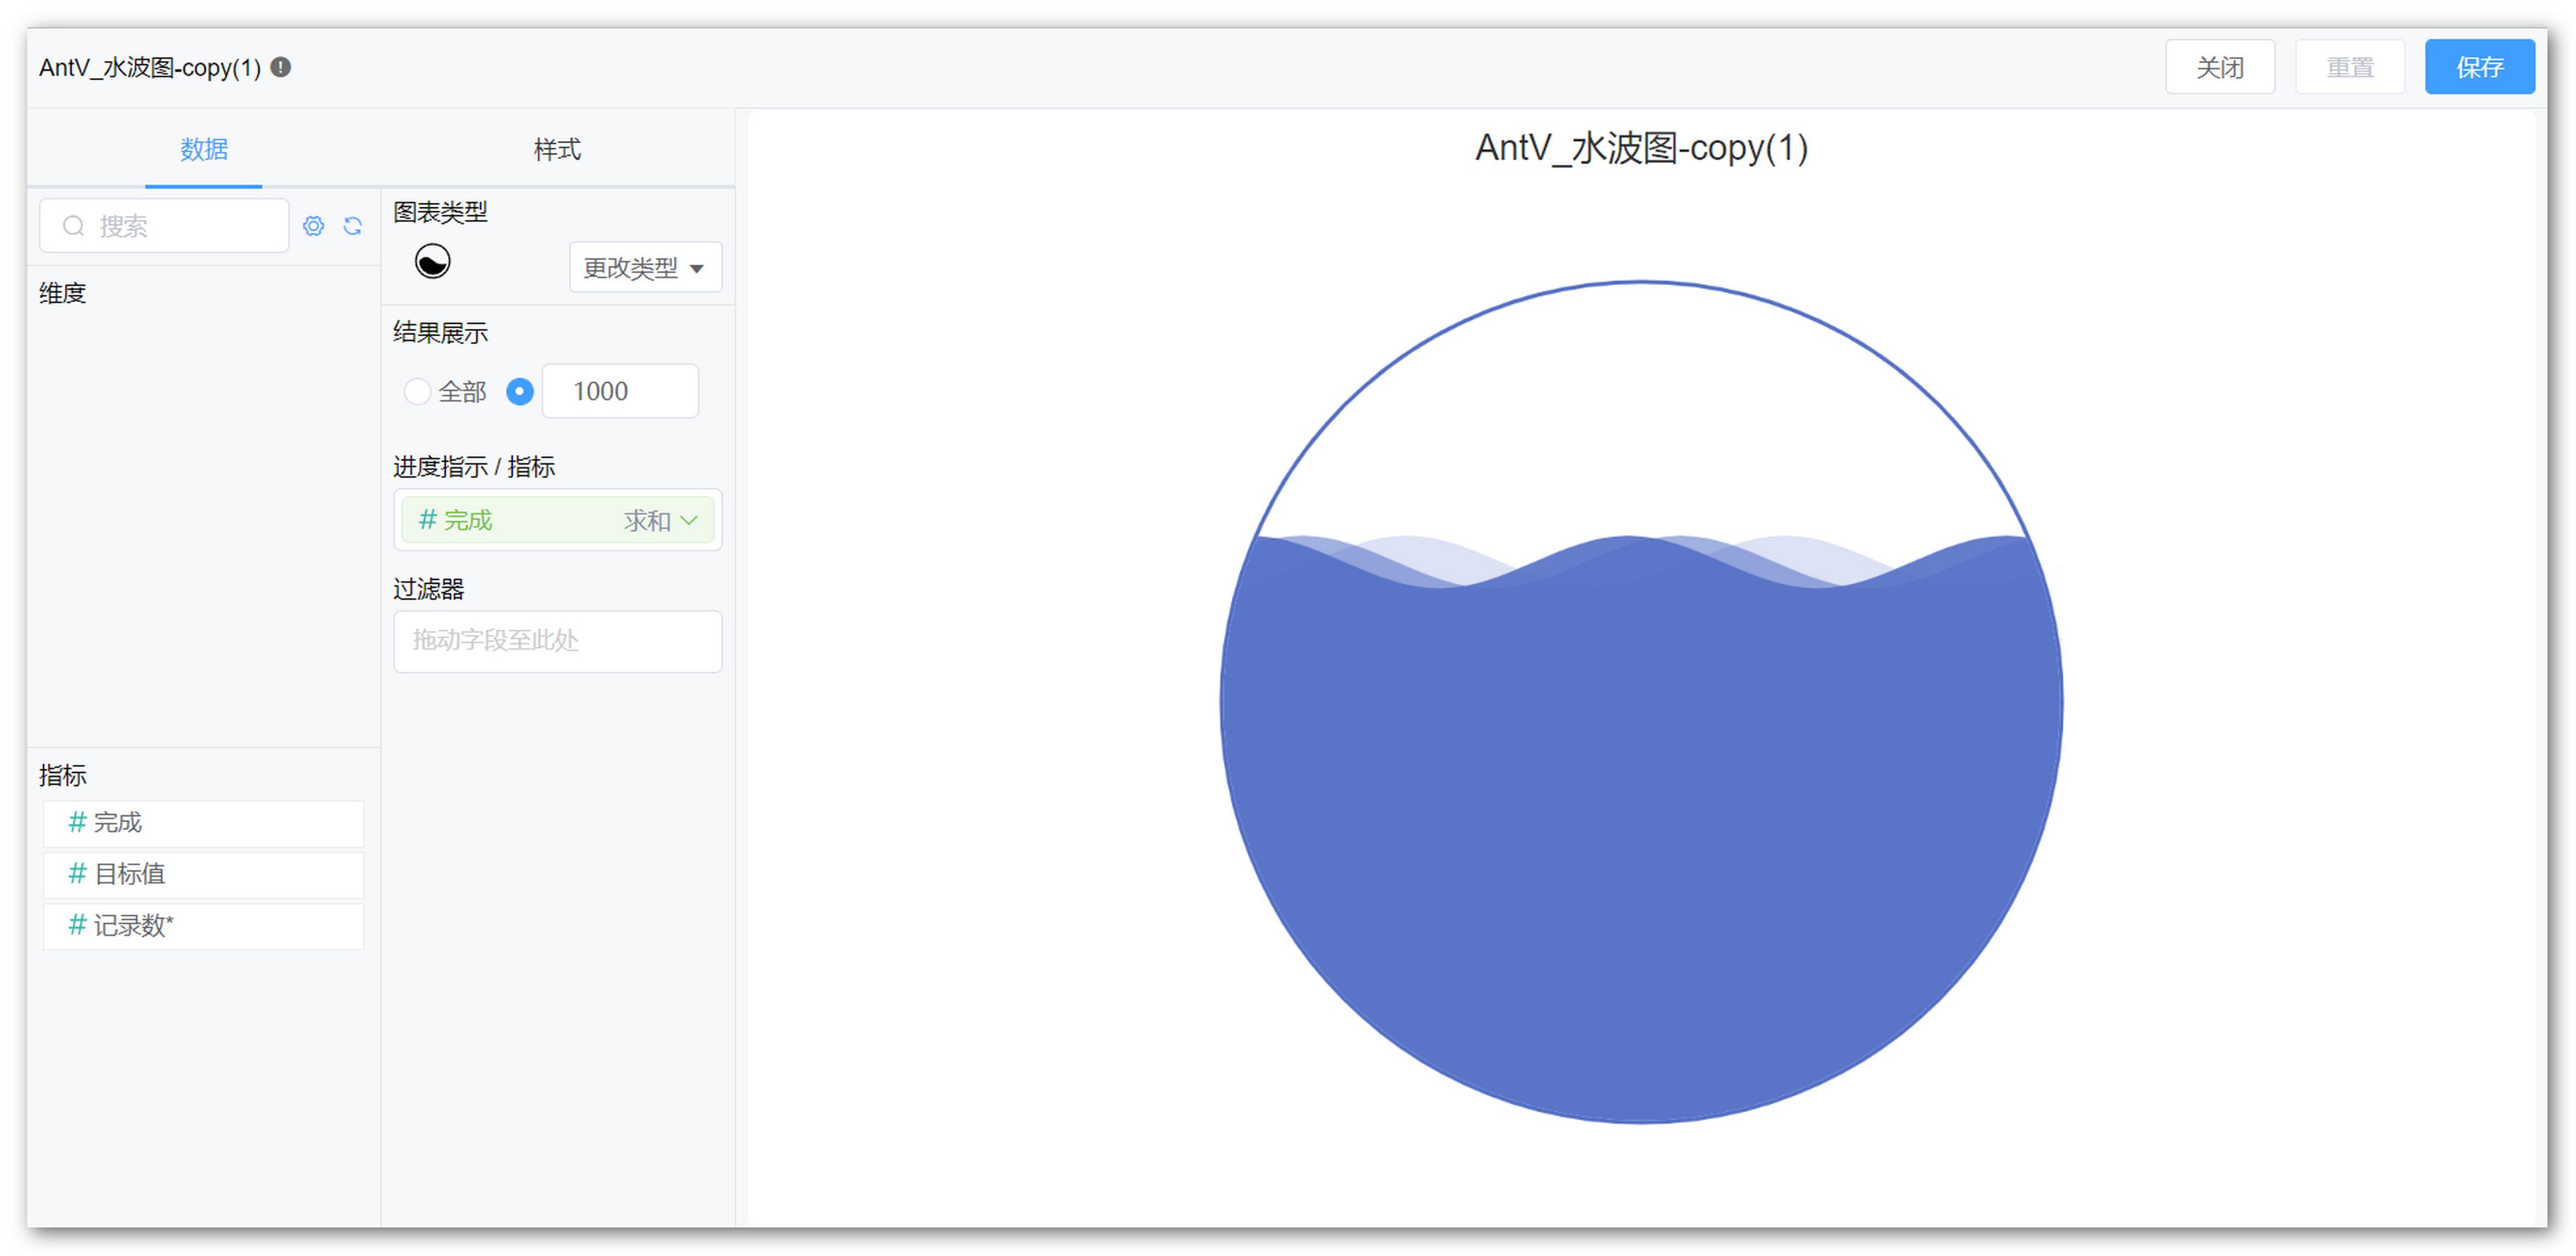 AntV_水波图-copy(1)
关闭
重置
保存
数据
样式
搜索
维度
指标
# 完成
# 目标值
# 记录数*
图表类型
更改类型
结果展示
全部
1000
进度指示 / 指标
# 完成 求和
过滤器
拖动字段至此处
AntV_水波图-copy(1)